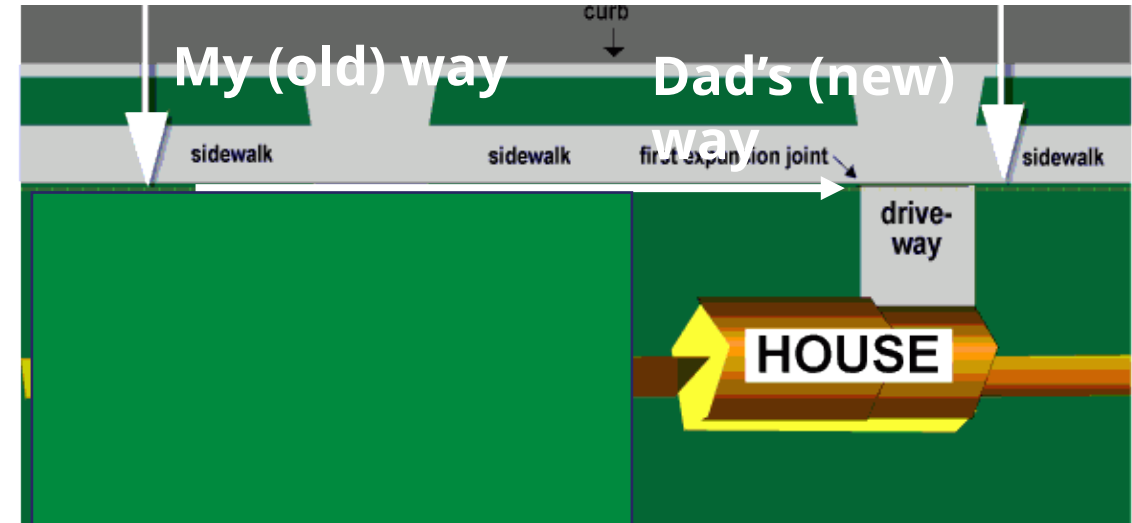 curb
My (old) way
Dad’s (new)
way
sidewalk
sidewalk
first expansion joint
sidewalk
drive-
way
HOUSE